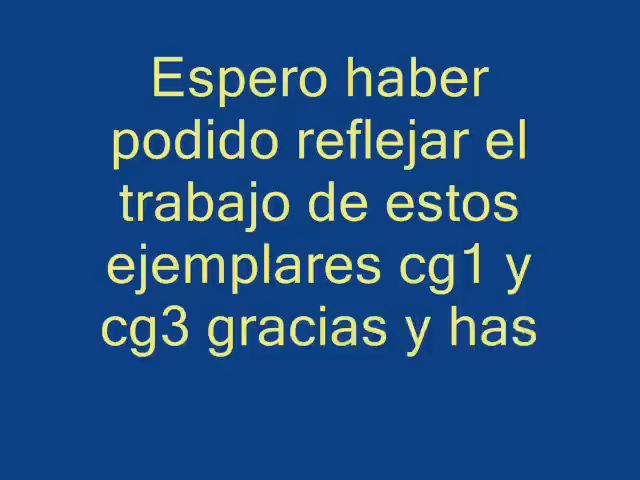 Espero haber
podido reflejar el
trabajo de estos
ejemplares cg1 y
cg3 gracias y has